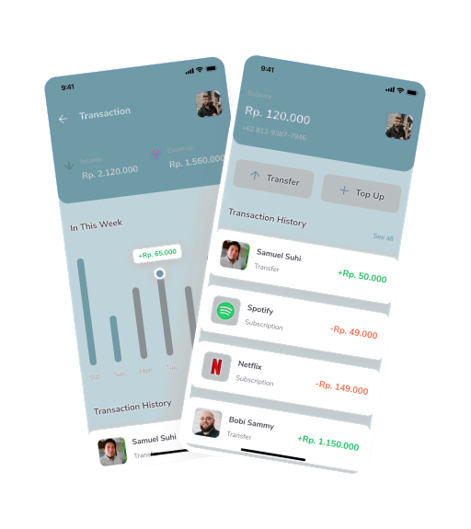 9:41
Transaction
Income
Rp. 2.120.000
Expense
Rp. 1.560.000
In This Week
+Rp. 65.000
Sat
Sun
Mon
Tue
Transaction History
Samuel Suhi
9:41
Balance
Rp. 120.000
+62 813-9387-7946
Transfer
Top Up
Transaction History
See all
Samuel Suhi
Transfer
+Rp. 50.000
Spotify
Subscription
-Rp. 49.000
Netflix
Subscription
-Rp. 149.000
Bobi Sammy
Transfer
+Rp. 1.150.000